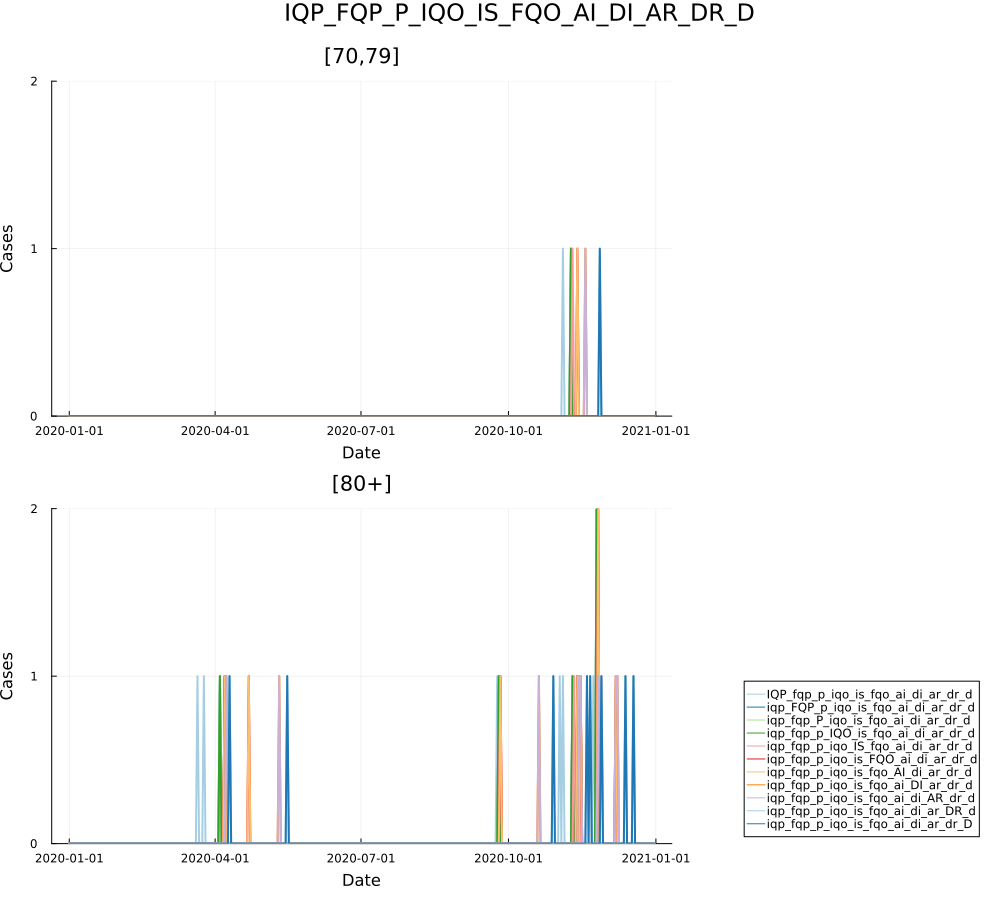 IQP_FQP_P_IQO_IS_FQO_AI_DI_AR_DR_D
[70,79]
2
Cases
1
0
2020-01-01 2020-04-01 2020-07-01 2020-10-01 2021-01-01
Date
[80+]
2
Cases
1
0
2020-01-01 2020-04-01 2020-07-01 2020-10-01 2021-01-01
Date
IQP_fqp_p_iqo_is_fqo_ai_di_ar_dr_d
iqp_FQP_p_iqo_is_fqo_ai_di_ar_dr_d
iqp_fqp_P_iqo_is_fqo_ai_di_ar_dr_d
iqp_fqp_p_IQO_is_fqo_ai_di_ar_dr_d
iqp_fqp_p_iqo_IS_fqo_ai_di_ar_dr_d
iqp_fqp_p_iqo_is_FQO_ai_di_ar_dr_d
iqp_fqp_p_iqo_is_fqo_AI_di_ar_dr_d
iqp_fqp_p_iqo_is_fqo_ai_DI_ar_dr_d
iqp_fqp_p_iqo_is_fqo_ai_di_AR_dr_d
iqp_fqp_p_iqo_is_fqo_ai_di_ar_DR_d
iqp_fqp_p_iqo_is_fqo_ai_di_ar_dr_D